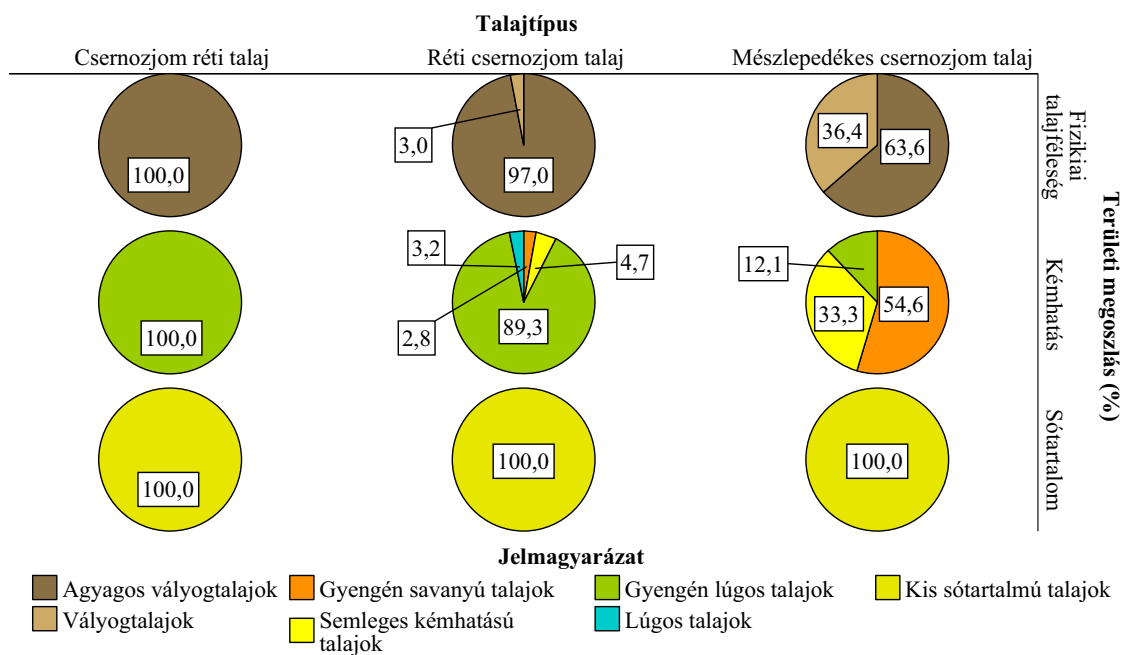 Talajtípus
Csernozjom réti talaj
Réti csernozjom talaj
Mészlepedékes csernozjom talaj
100,0
3,0
97,0
36,4
63,6
Fizikiai
talajféleség
100,0
3,2
4,7
2,8
89,3
12,1
33,3
54,6
Kémhatás
100,0
100,0
100,0
Sótartalom
Területi megoszlás (%)
Jelmagyarázat
Agyagos vályogtalajok
Gyengén savanyú talajok
Gyengén lúgos talajok
Kis sótartalmú talajok
Vályogtalajok
Semleges kémhatású
talajok
Lúgos talajok